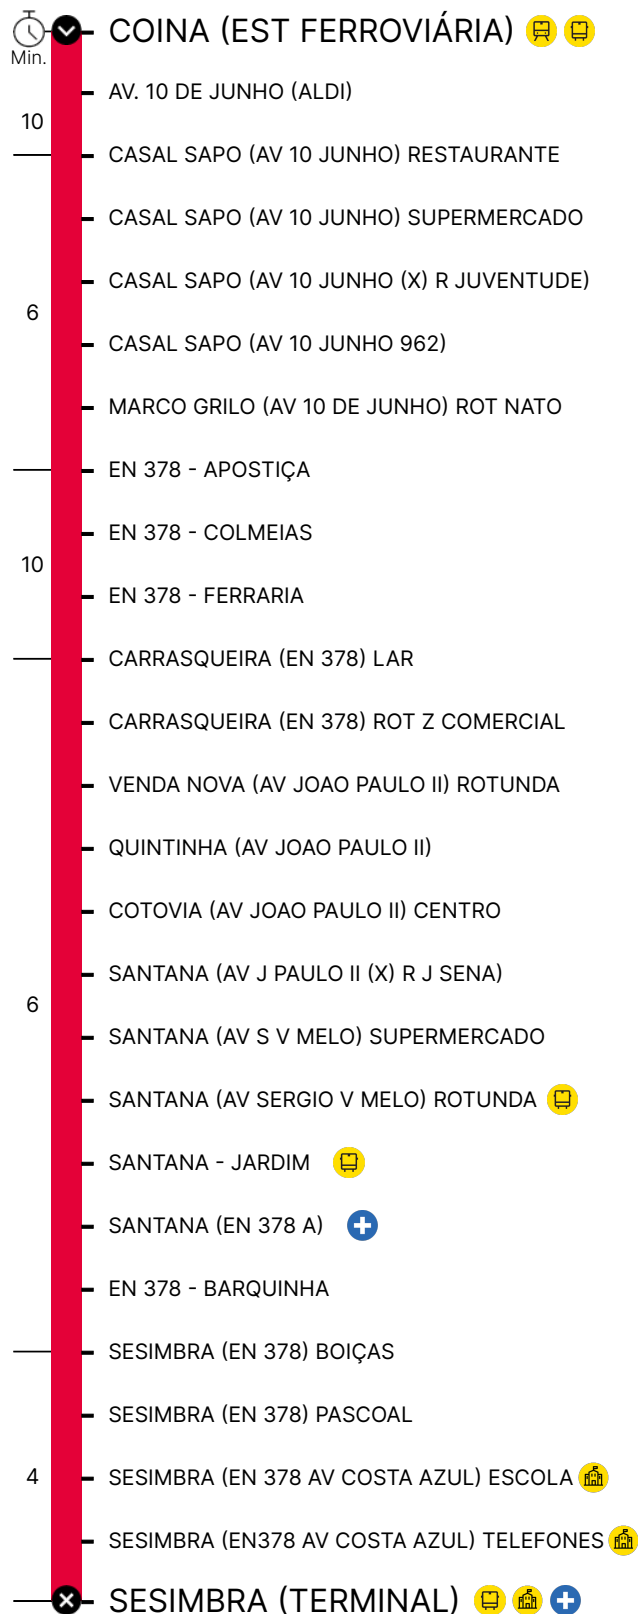 COINA (EST FERROVIÁRIA)
Min.
AV. 10 DE JUNHO (ALDI)
10
CASAL SAPO (AV 10 JUNHO) RESTAURANTE
CASAL SAPO (AV 10 JUNHO) SUPERMERCADO
CASAL SAPO (AV 10 JUNHO (X) R JUVENTUDE)
6
CASAL SAPO (AV 10 JUNHO 962)
MARCO GRILO (AV 10 DE JUNHO) ROT NATO
EN 378 - APOSTIÇA
EN 378 - COLMEIAS
10
EN 378 - FERRARIA
CARRASQUEIRA (EN 378) LAR
CARRASQUEIRA (EN 378) ROT Z COMERCIAL
VENDA NOVA (AV JOAO PAULO II) ROTUNDA
QUINTINHA (AV JOAO PAULO II)
COTOVIA (AV JOAO PAULO II) CENTRO
SANTANA (AV J PAULO II (X) R J SENA)
6
SANTANA (AV S V MELO) SUPERMERCADO
SANTANA (AV SERGIO V MELO) ROTUNDA
SANTANA - JARDIM
SANTANA (EN 378 A)
EN 378 - BARQUINHA
SESIMBRA (EN 378) BOIÇAS
SESIMBRA (EN 378) PASCOAL
4
SESIMBRA (EN 378 AV COSTA AZUL) ESCOLA
SESIMBRA (EN378 AV COSTA AZUL) TELEFONES
SESIMBRA (TERMINAL)